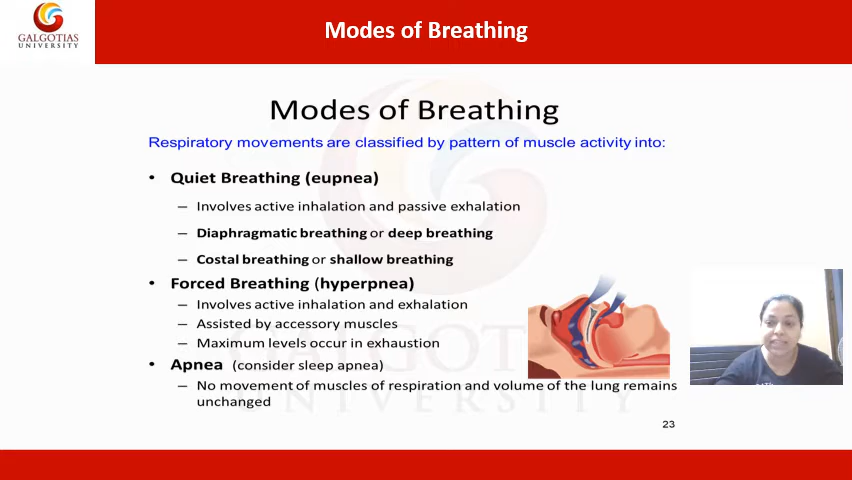 GALGOTIAS
UNIVERSITY
Modes of Breathing
Modes of Breathing
Respiratory movements are classified by pattern of muscle activity into:
• Quiet Breathing (eupnea)
– Involves active inhalation and passive exhalation
– Diaphragmatic breathing or deep breathing
– Costal breathing or shallow breathing
• Forced Breathing (hyperpnea)
– Involves active inhalation and exhalation
– Assisted by accessory muscles
– Maximum levels occur in exhaustion
• Apnea (consider sleep apnea)
– No movement of muscles of respiration and volume of the lung remains
unchanged
GALGOTIAS
UNIVERSITY
23